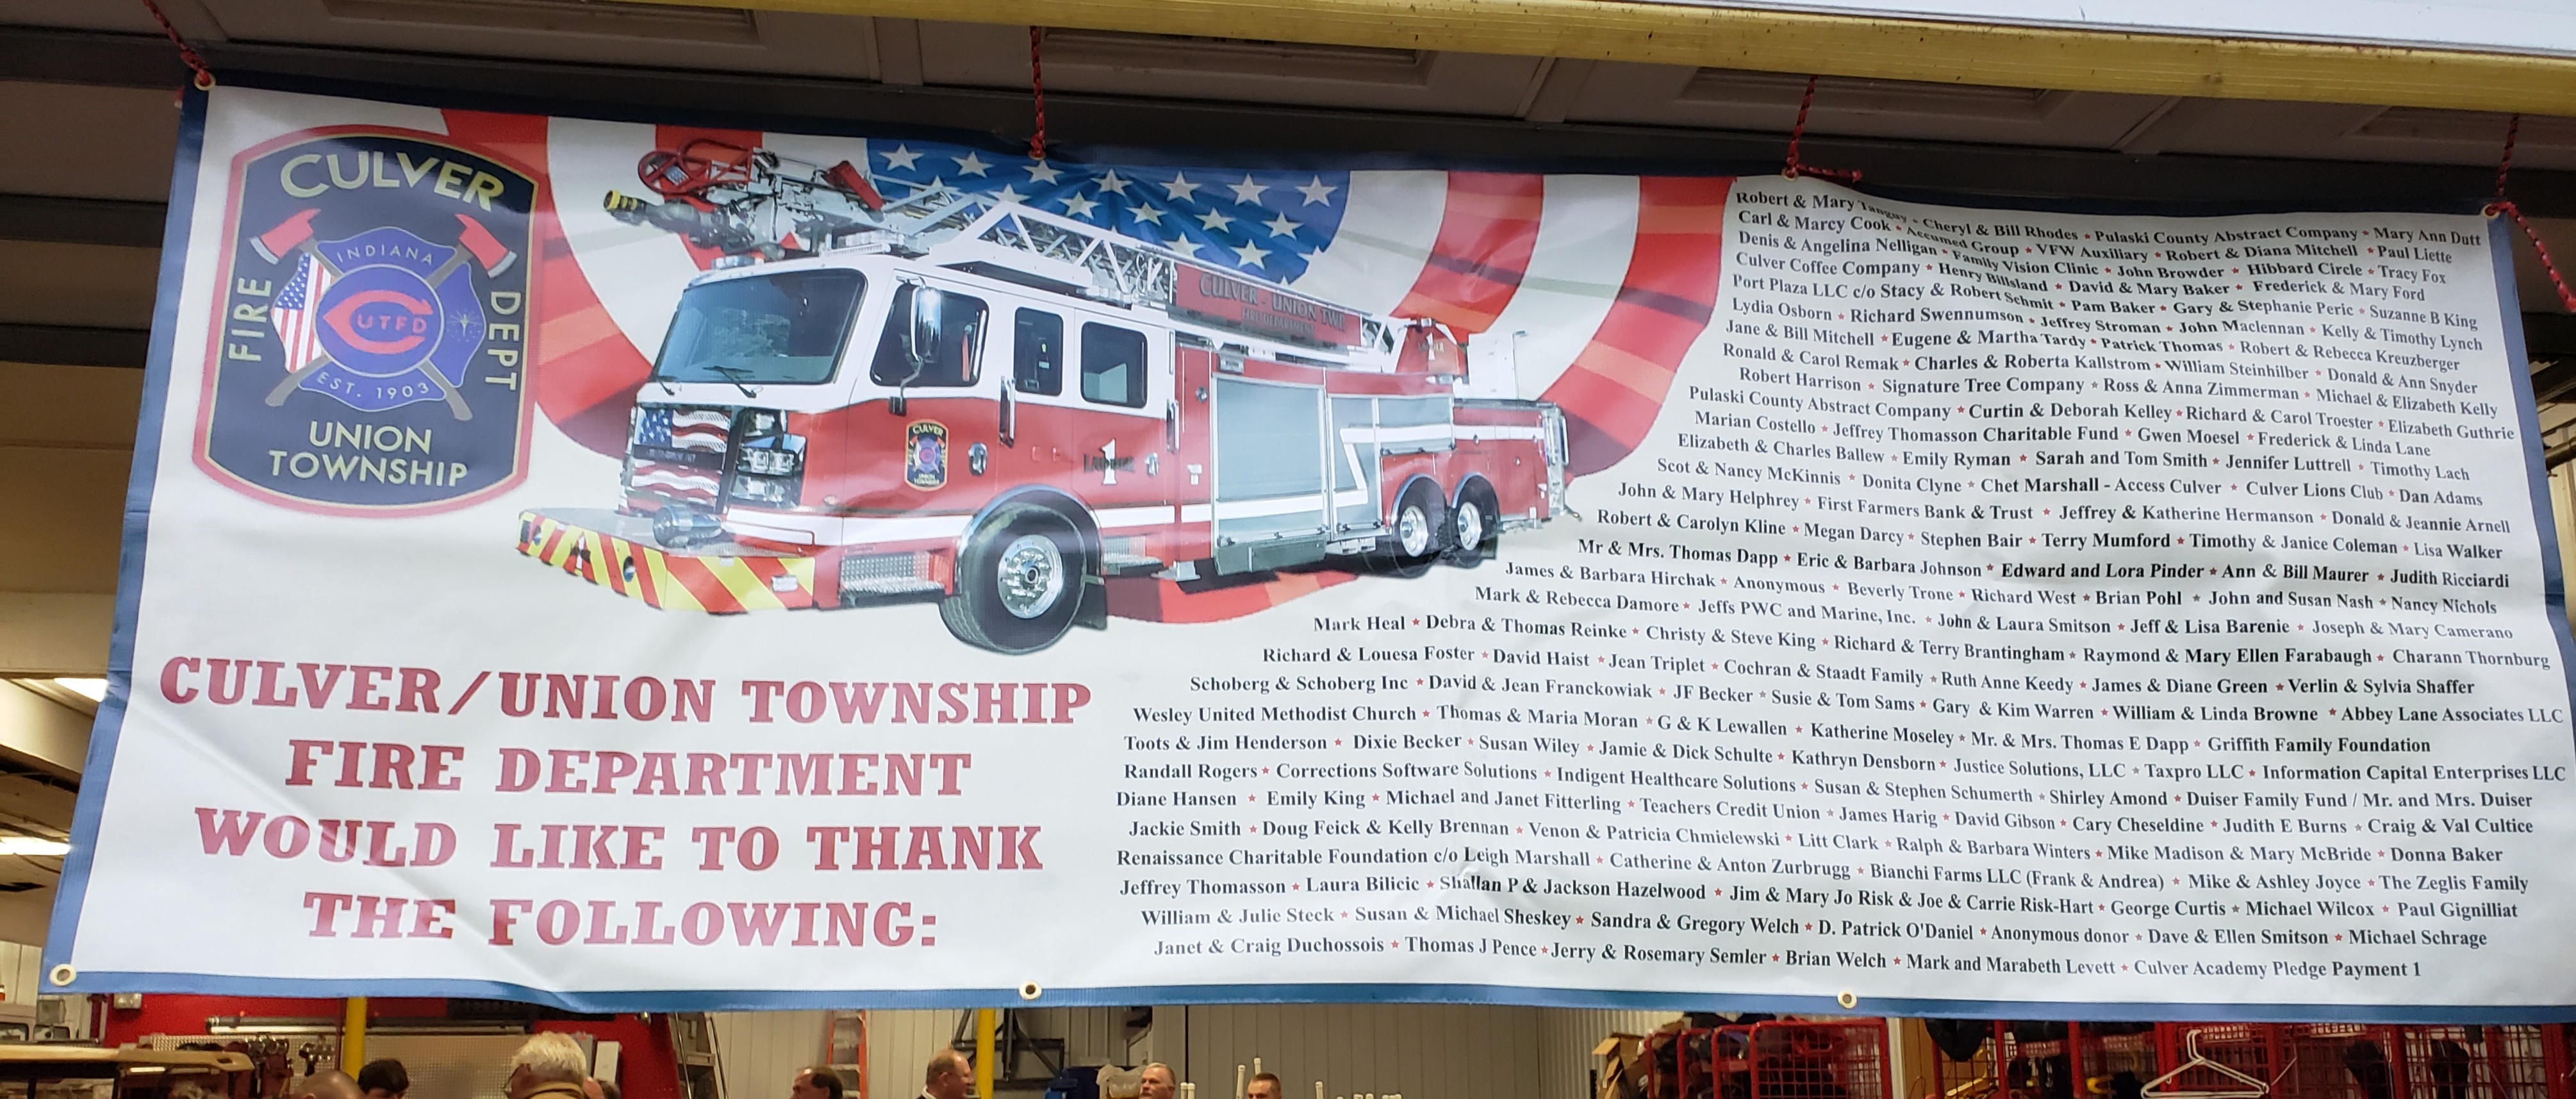 CULVER
FIRE
DEPT
INDIANA
UTFD
EST. 1903
UNION
TOWNSHIP
CULVER - UNION TWP
FIRE DEPARTMENT
1
CULVER
LADDER
1
CULVER/UNION TOWNSHIP
FIRE DEPARTMENT
WOULD LIKE TO THANK
THE FOLLOWING:
Robert & Mary Tanguy * Cheryl & Bill Rhodes * Pulaski County Abstract Company * Mary Ann Dutt
Carl & Marcy Cook * Accumed Group * VFW Auxiliary * Robert & Diana Mitchell * Paul Liette
Denis & Angelina Nelligan * Family Vision Clinic * John Browder * Hibbard Circle * Tracy Fox
Culver Coffee Company * Henry Billsland * David & Mary Baker * Frederick & Mary Ford
Port Plaza LLC c/o Stacy & Robert Schmit * Pam Baker * Gary & Stephanie Peric * Suzanne B King
Lydia Osborn * Richard Swennumson * Jeffrey Stroman * John Maclennan * Kelly & Timothy Lynch
Jane & Bill Mitchell * Eugene & Martha Tardy * Patrick Thomas * Robert & Rebecca Kreuzberger
Ronald & Carol Remak * Charles & Roberta Kallstrom * William Steinhilber * Donald & Ann Snyder
Robert Harrison * Signature Tree Company * Ross & Anna Zimmerman * Michael & Elizabeth Kelly
Pulaski County Abstract Company * Curtin & Deborah Kelley * Richard & Carol Troester * Elizabeth Guthrie
Marian Costello * Jeffrey Thomasson Charitable Fund * Gwen Moesel * Frederick & Linda Lane
Elizabeth & Charles Ballew * Emily Ryman * Sarah and Tom Smith * Jennifer Luttrell * Timothy Lach
Scot & Nancy McKinnis * Donita Clyne * Chet Marshall - Access Culver * Culver Lions Club * Dan Adams
John & Mary Helphrey * First Farmers Bank & Trust * Jeffrey & Katherine Hermanson * Donald & Jeannie Arnell
Robert & Carolyn Kline * Megan Darcy * Stephen Bair * Terry Mumford * Timothy & Janice Coleman * Lisa Walker
Mr & Mrs. Thomas Dapp * Eric & Barbara Johnson * Edward and Lora Pinder * Ann & Bill Maurer * Judith Ricciardi
James & Barbara Hirchak * Anonymous * Beverly Trone * Richard West * Brian Pohl * John and Susan Nash * Nancy Nichols
Mark & Rebecca Damore * Jeffs PWC and Marine, Inc. * John & Laura Smitson * Jeff & Lisa Barenie * Joseph & Mary Camerano
Mark Heal * Debra & Thomas Reinke * Christy & Steve King * Richard & Terry Brantingham * Raymond & Mary Ellen Farabaugh * Charann Thornburg
Richard & Louesa Foster * David Haist * Jean Triplet * Cochran & Staadt Family * Ruth Anne Keedy * James & Diane Green * Verlin & Sylvia Shaffer
Schoberg & Schoberg Inc * David & Jean Franckowiak * JF Becker * Susie & Tom Sams * Gary & Kim Warren * William & Linda Browne * Abbey Lane Associates LLC
Wesley United Methodist Church * Thomas & Maria Moran * G & K Lewallen * Katherine Moseley * Mr. & Mrs. Thomas E Dapp * Griffith Family Foundation
Toots & Jim Henderson * Dixie Becker * Susan Wiley * Jamie & Dick Schulte * Kathryn Densborn * Justice Solutions, LLC * Taxpro LLC * Information Capital Enterprises LLC
Randall Rogers * Corrections Software Solutions * Indigent Healthcare Solutions * Susan & Stephen Schumerth * Shirley Amond * Duiser Family Fund / Mr. and Mrs. Duiser
Diane Hansen * Emily King * Michael and Janet Fitterling * Teachers Credit Union * James Harig * David Gibson * Cary Cheseldine * Judith E Burns * Craig & Val Cultice
Jackie Smith * Doug Feick & Kelly Brennan * Venon & Patricia Chmielewski * Litt Clark * Ralph & Barbara Winters * Mike Madison & Mary McBride * Donna Baker
Renaissance Charitable Foundation c/o Leigh Marshall * Catherine & Anton Zurbrugg * Bianchi Farms LLC (Frank & Andrea) * Mike & Ashley Joyce * The Zeglis Family
Jeffrey Thomasson * Laura Bilicic * Shallan P & Jackson Hazelwood * Jim & Mary Jo Risk & Joe & Carrie Risk-Hart * George Curtis * Michael Wilcox * Paul Gignilliat
William & Julie Steck * Susan & Michael Sheskey * Sandra & Gregory Welch * D. Patrick O'Daniel * Anonymous donor * Dave & Ellen Smitson * Michael Schrage
Janet & Craig Duchossois * Thomas J Pence * Jerry & Rosemary Semler * Brian Welch * Mark and Marabeth Levett * Culver Academy Pledge Payment 1